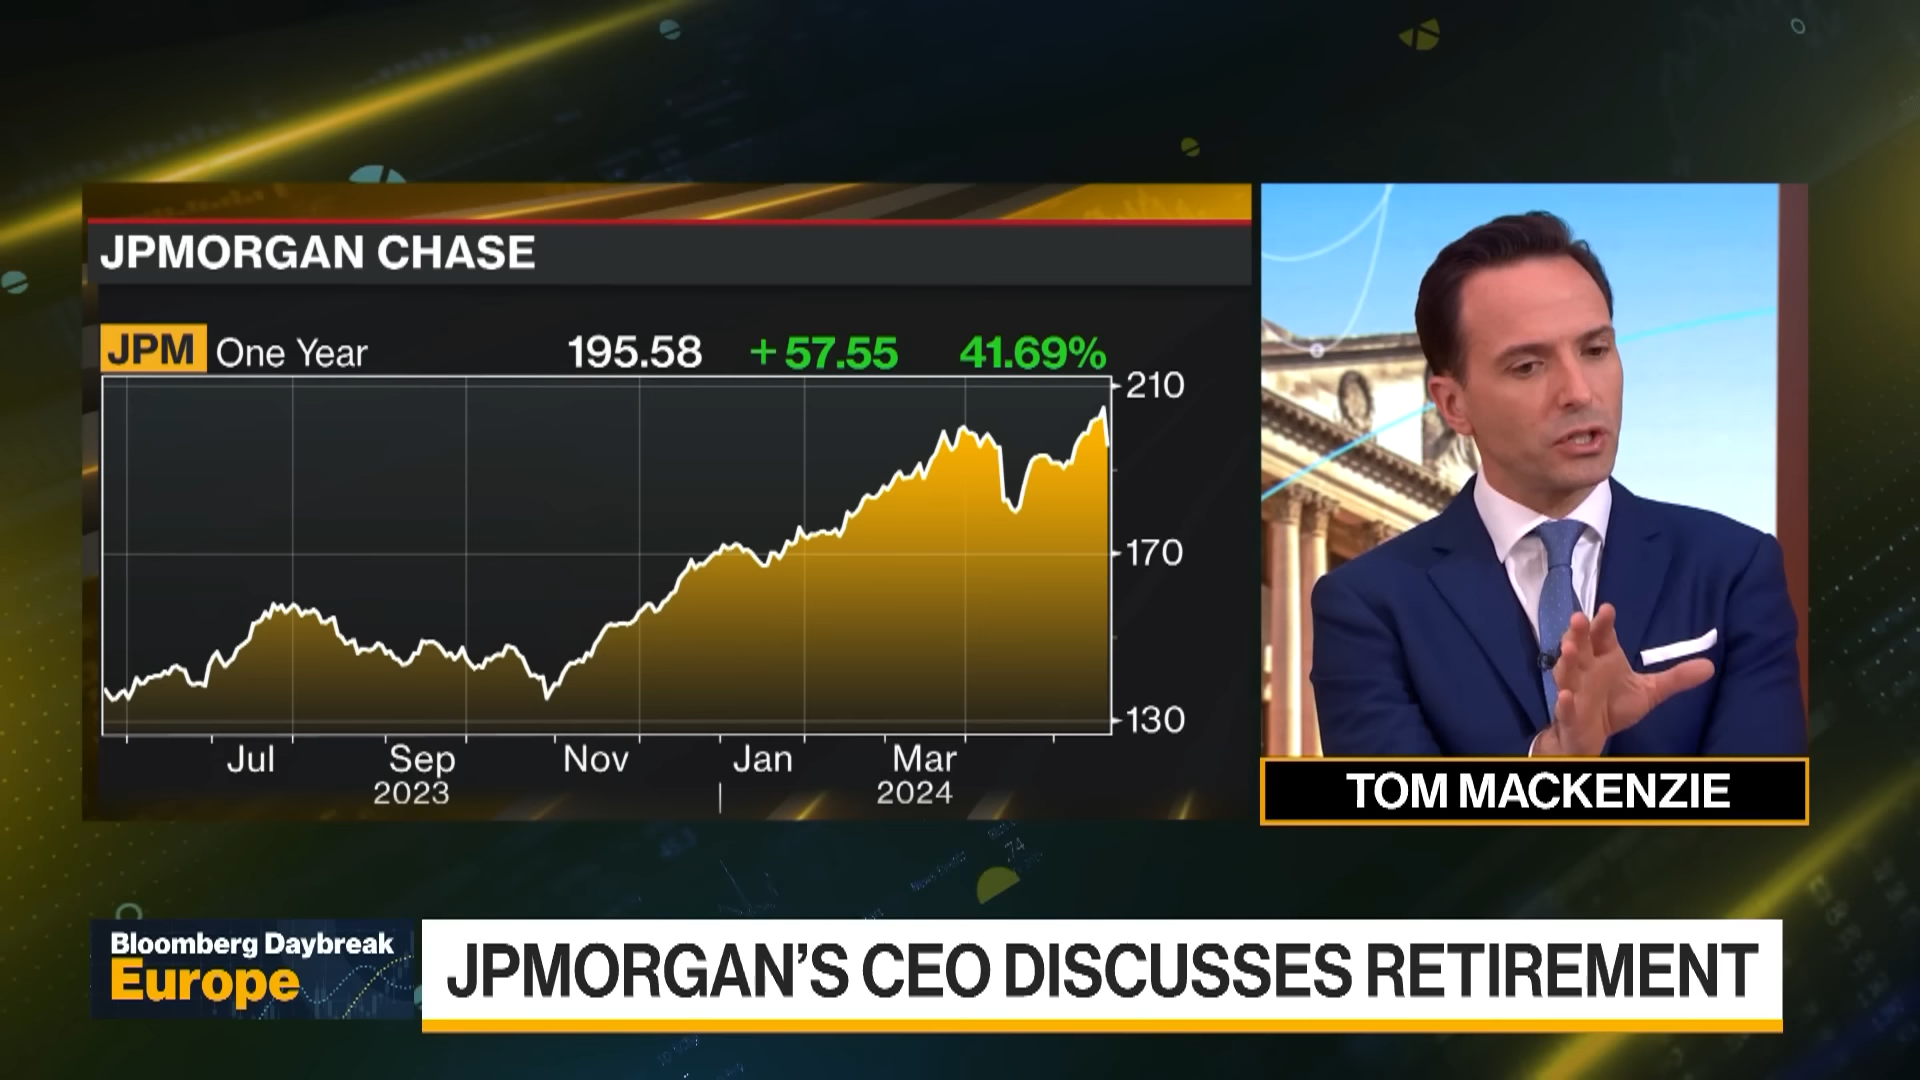 JPMORGAN CHASE
JPM One Year 195.58 +57.55 41.69%
210
170
130
Jul Sep Nov Jan Mar
2023 2024
TOM MACKENZIE
Bloomberg Daybreak
Europe
JPMORGAN'S CEO DISCUSSES RETIREMENT